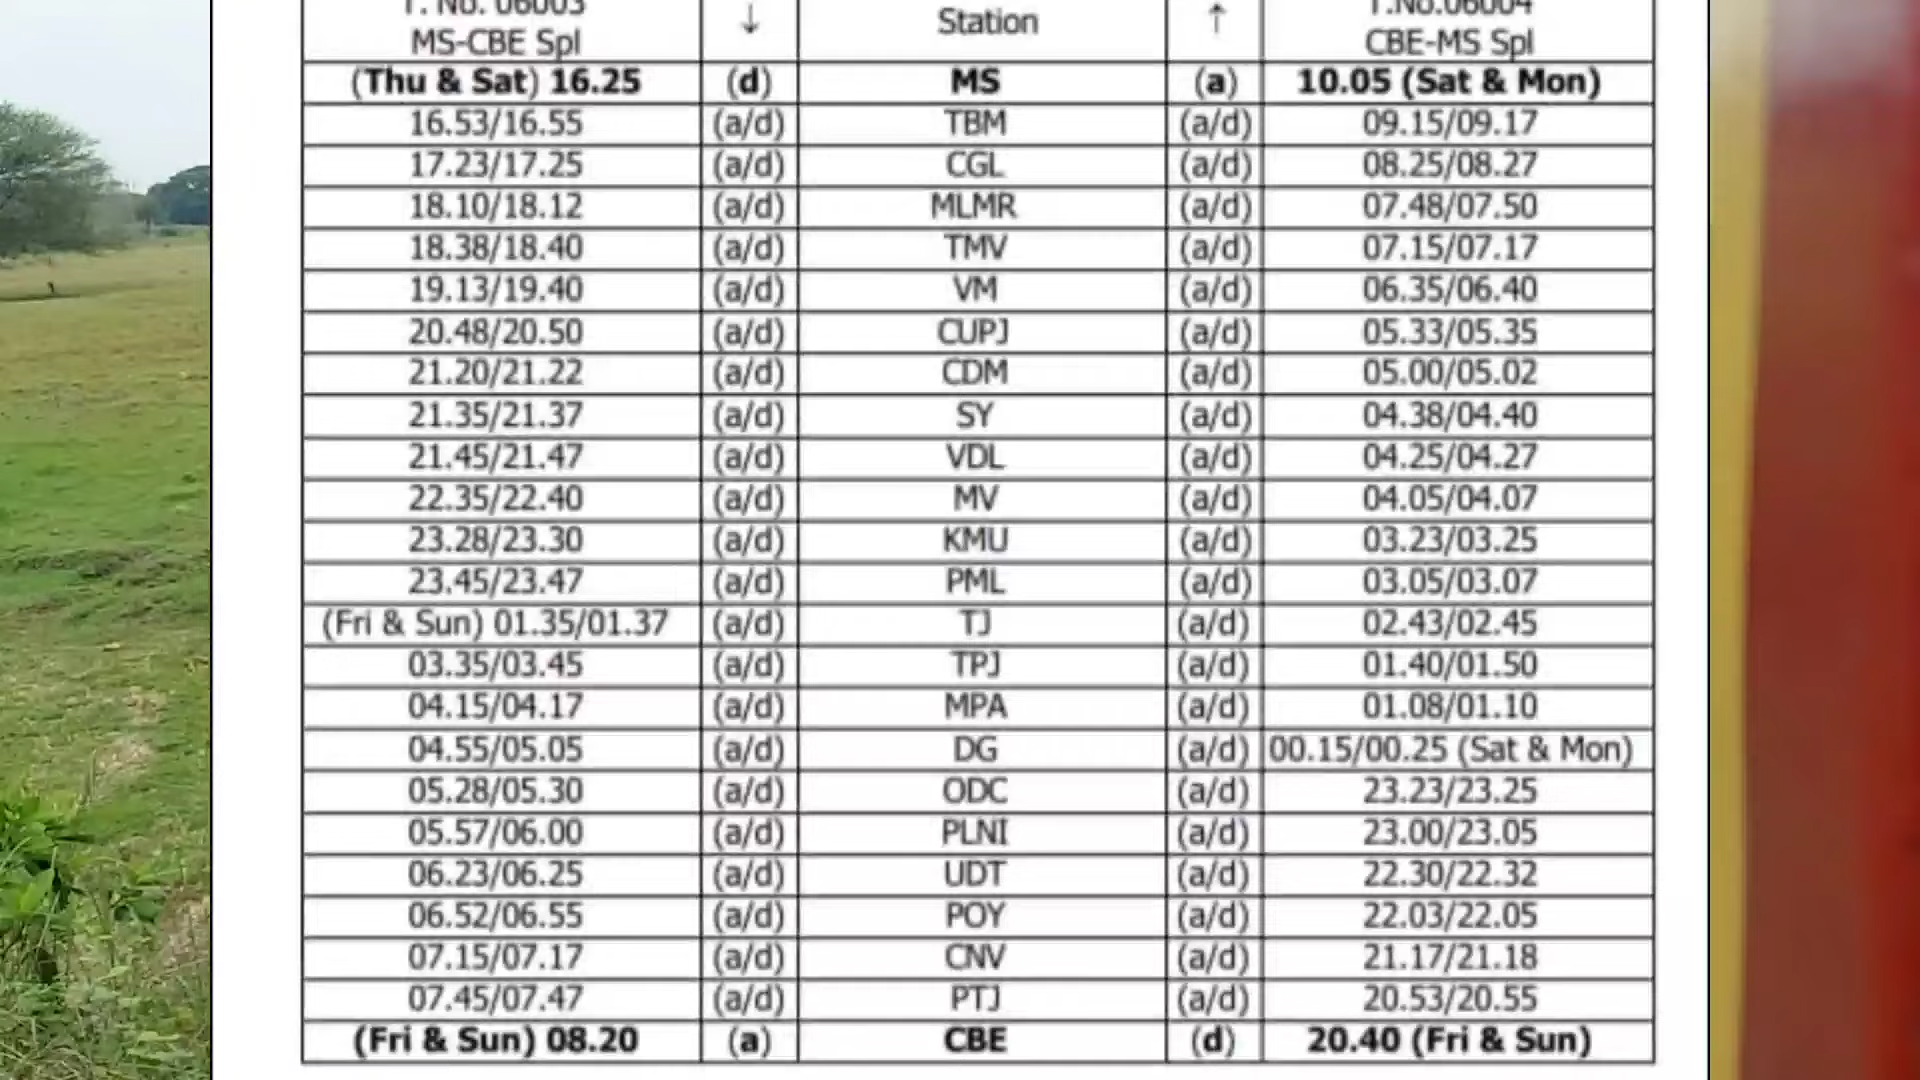 T. No. 06003 ↓ Station ↑ T.No.06004
MS-CBE Spl CBE-MS Spl
(Thu & Sat) 16.25 (d) MS (a) 10.05 (Sat & Mon)
16.53/16.55 (a/d) TBM (a/d) 09.15/09.17
17.23/17.25 (a/d) CGL (a/d) 08.25/08.27
18.10/18.12 (a/d) MLMR (a/d) 07.48/07.50
18.38/18.40 (a/d) TMV (a/d) 07.15/07.17
19.13/19.40 (a/d) VM (a/d) 06.35/06.40
20.48/20.50 (a/d) CUPJ (a/d) 05.33/05.35
21.20/21.22 (a/d) CDM (a/d) 05.00/05.02
21.35/21.37 (a/d) SY (a/d) 04.38/04.40
21.45/21.47 (a/d) VDL (a/d) 04.25/04.27
22.35/22.40 (a/d) MV (a/d) 04.05/04.07
23.28/23.30 (a/d) KMU (a/d) 03.23/03.25
23.45/23.47 (a/d) PML (a/d) 03.05/03.07
(Fri & Sun) 01.35/01.37 (a/d) TJ (a/d) 02.43/02.45
03.35/03.45 (a/d) TPJ (a/d) 01.40/01.50
04.15/04.17 (a/d) MPA (a/d) 01.08/01.10
04.55/05.05 (a/d) DG (a/d) 00.15/00.25 (Sat & Mon)
05.28/05.30 (a/d) ODC (a/d) 23.23/23.25
05.57/06.00 (a/d) PLNI (a/d) 23.00/23.05
06.23/06.25 (a/d) UDT (a/d) 22.30/22.32
06.52/06.55 (a/d) POY (a/d) 22.03/22.05
07.15/07.17 (a/d) CNV (a/d) 21.17/21.18
07.45/07.47 (a/d) PTJ (a/d) 20.53/20.55
(Fri & Sun) 08.20 (a) CBE (d) 20.40 (Fri & Sun)